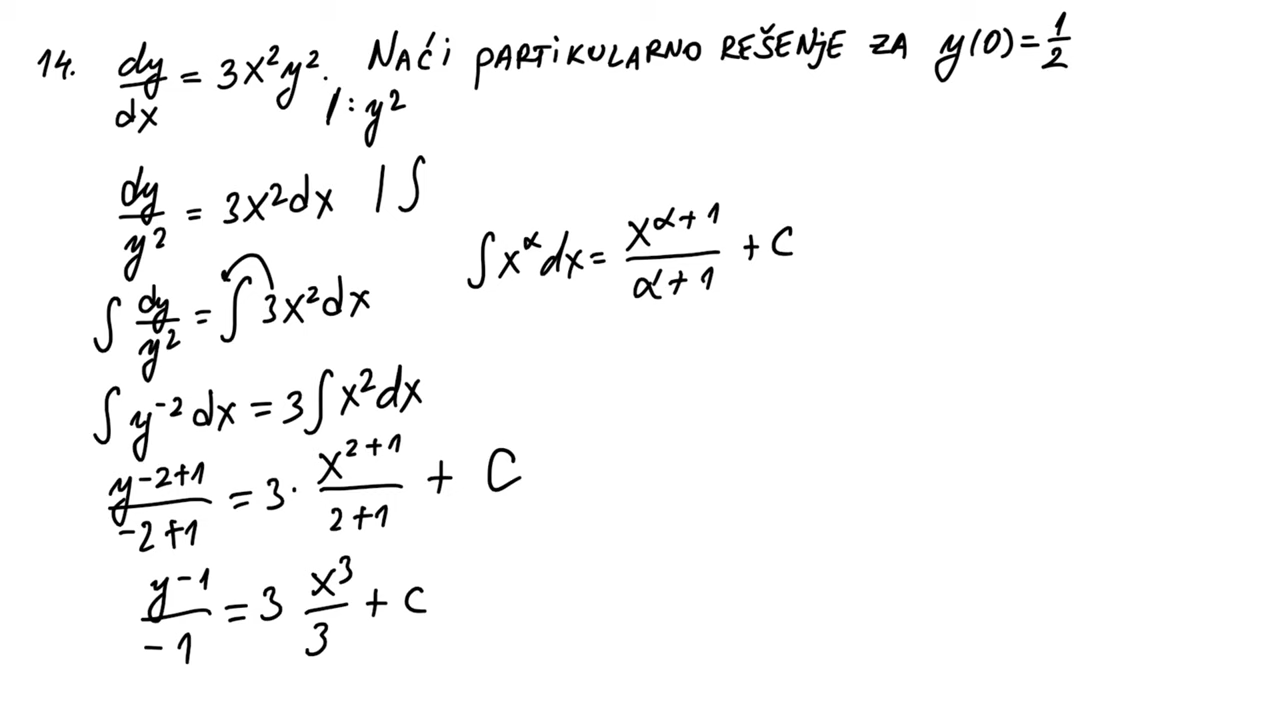 14. dy/dx = 3x²y². Naći partikularno rešenje za y(0) = 1/2
/ : y²
dy/y² = 3x²dx | ∫
∫ x^α dx = x^(α+1)/(α+1) + C
∫ dy/y² = ∫ 3x²dx
∫ y⁻² dx = 3∫ x²dx
y^(-2+1)/(-2+1) = 3 · x^(2+1)/(2+1) + C
y⁻¹/-1 = 3 x³/3 + C